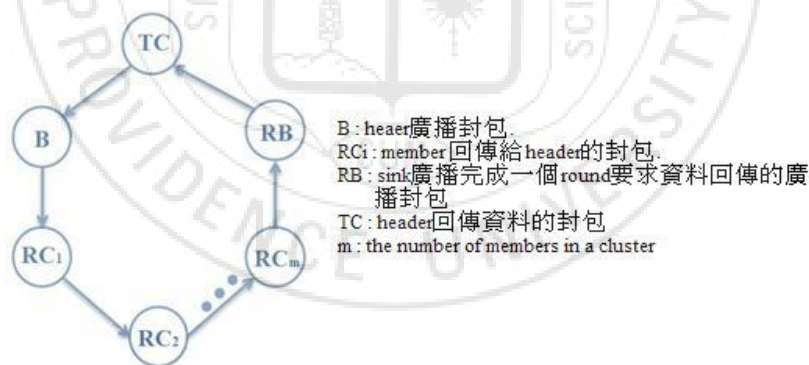 TC
B
RB
RC1
RCm
RC2
B : heaer廣播封包.
RCi : member回傳給header的封包.
RB : sink廣播完成一個round要求資料回傳的廣
播封包
TC : header回傳資料的封包
m : the number of members in a cluster
PROVIDENCE UNIVERSITY
SCI